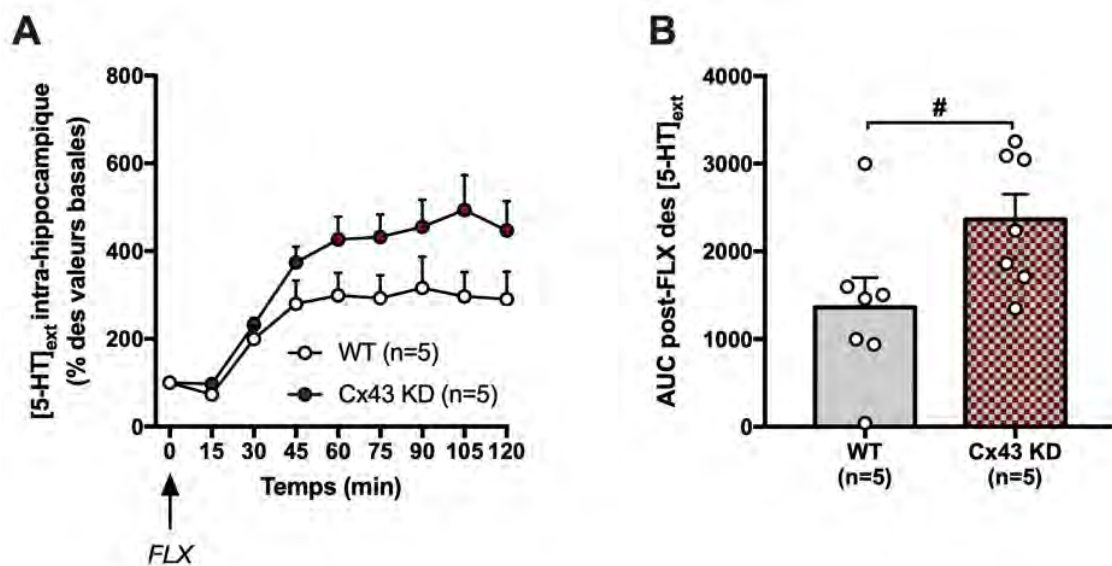 A
[5-HT]ext intra-hippocampique
(% des valeurs basales)
800
600
400
200
0
WT (n=5)
Cx43 KD (n=5)
0 15 30 45 60 75 90 105 120
Temps (min)
FLX
B
AUC post-FLX des [5-HT]ext
4000
3000
2000
1000
0
#
WT
(n=5)
Cx43 KD
(n=5)